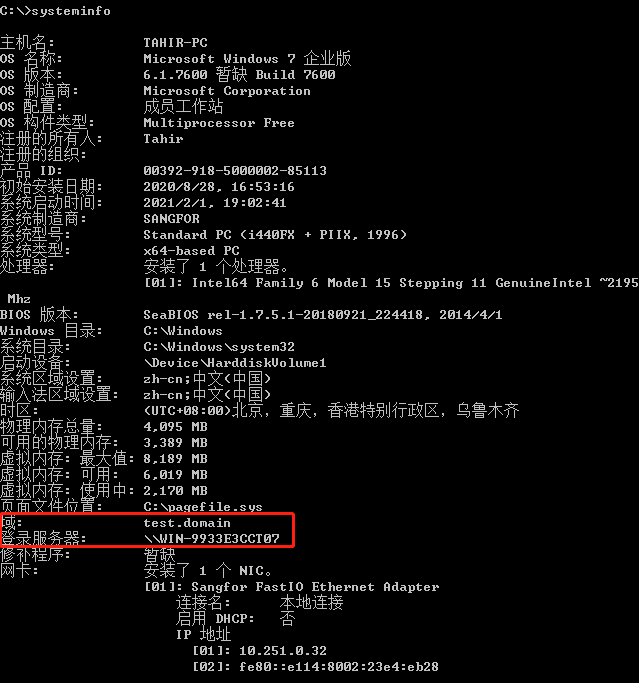 C:\>systeminfo
主机名: TAHIR-PC
OS 名称: Microsoft Windows 7 企业版
OS 版本: 6.1.7600 暂缺 Build 7600
OS 制造商: Microsoft Corporation
OS 配置: 成员工作站
OS 构件类型: Multiprocessor Free
注册的所有人: Tahir
注册的组织:
产品 ID: 00392-918-5000002-85113
初始安装日期: 2020/8/28, 16:53:16
系统启动时间: 2021/2/1, 19:02:41
系统制造商: SANGFOR
系统型号: Standard PC (i440FX + PIIX, 1996)
系统类型: x64-based PC
处理器: 安装了 1 个处理器。
[01]: Intel64 Family 6 Model 15 Stepping 11 GenuineIntel ~2195
Mhz
BIOS 版本: SeaBIOS rel-1.7.5.1-20180921_224418, 2014/4/1
Windows 目录: C:\Windows
系统目录: C:\Windows\system32
启动设备: \Device\HarddiskVolume1
系统区域设置: zh-cn;中文(中国)
输入法区域设置: zh-cn;中文(中国)
时区: (UTC+08:00)北京，重庆，香港特别行政区，乌鲁木齐
物理内存总量: 4,095 MB
可用的物理内存: 3,389 MB
虚拟内存: 最大值: 8,189 MB
虚拟内存: 可用: 6,019 MB
虚拟内存: 使用中: 2,170 MB
页面文件位置: C:\pagefile.sys
域: test.domain
登录服务器: \\WIN-9933E3CCT07
修补程序: 暂缺
网卡: 安装了 1 个 NIC。
[01]: Sangfor FastIO Ethernet Adapter
连接名: 本地连接
启用 DHCP: 否
IP 地址
[01]: 10.251.0.32
[02]: fe80::e114:8002:23e4:eb28